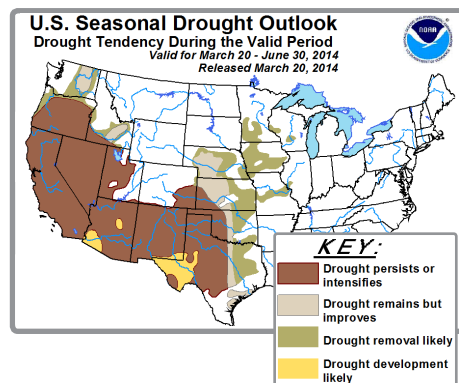 U.S. Seasonal Drought Outlook
Drought Tendency During the Valid Period
Valid for March 20 - June 30, 2014
Released March 20, 2014
NOAA
KEY:
Drought persists or
intensifies
Drought remains but
improves
Drought removal likely
Drought development
likely